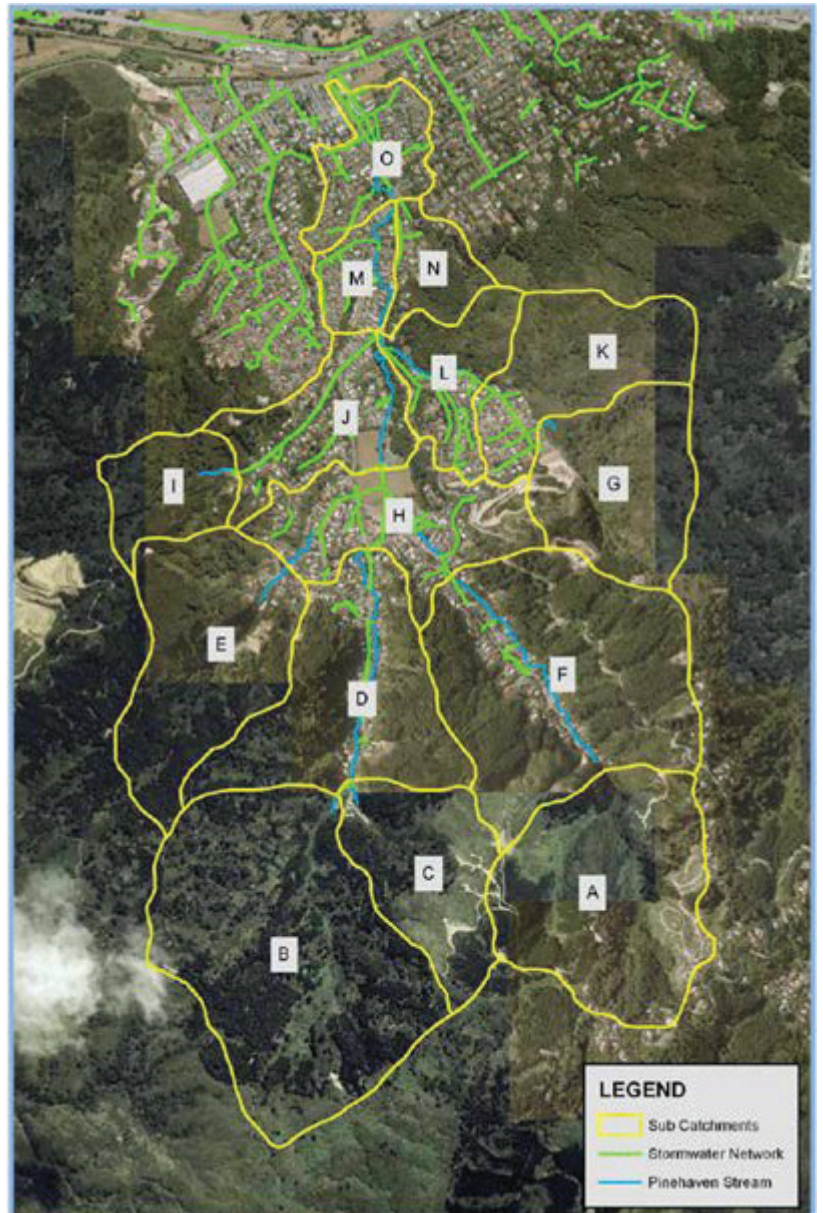 O
M
N
K
L
J
G
I
H
E
F
D
C
A
B
LEGEND
Sub Catchments
Stormwater Network
Pinehaven Stream